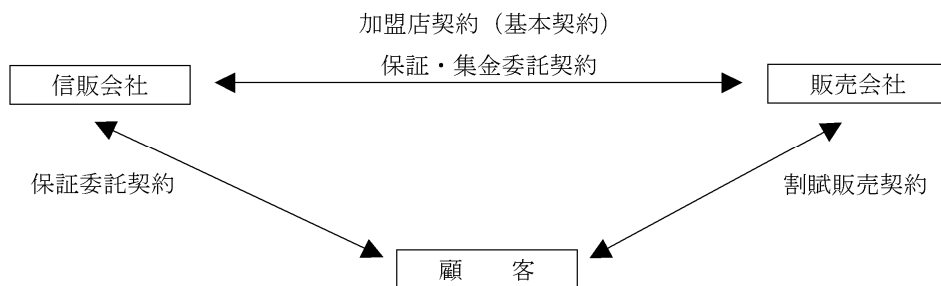 加盟店契約（基本契約）
保証・集金委託契約
信販会社
販売会社
保証委託契約
割賦販売契約
顧　　客